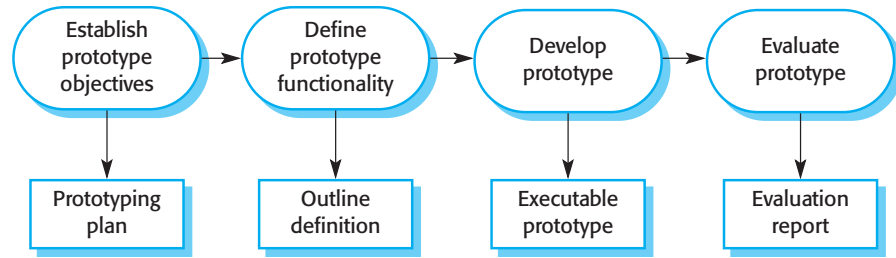 Establish
prototype
objectives
Define
prototype
functionality
Develop
prototype
Evaluate
prototype
Prototyping
plan
Outline
definition
Executable
prototype
Evaluation
report